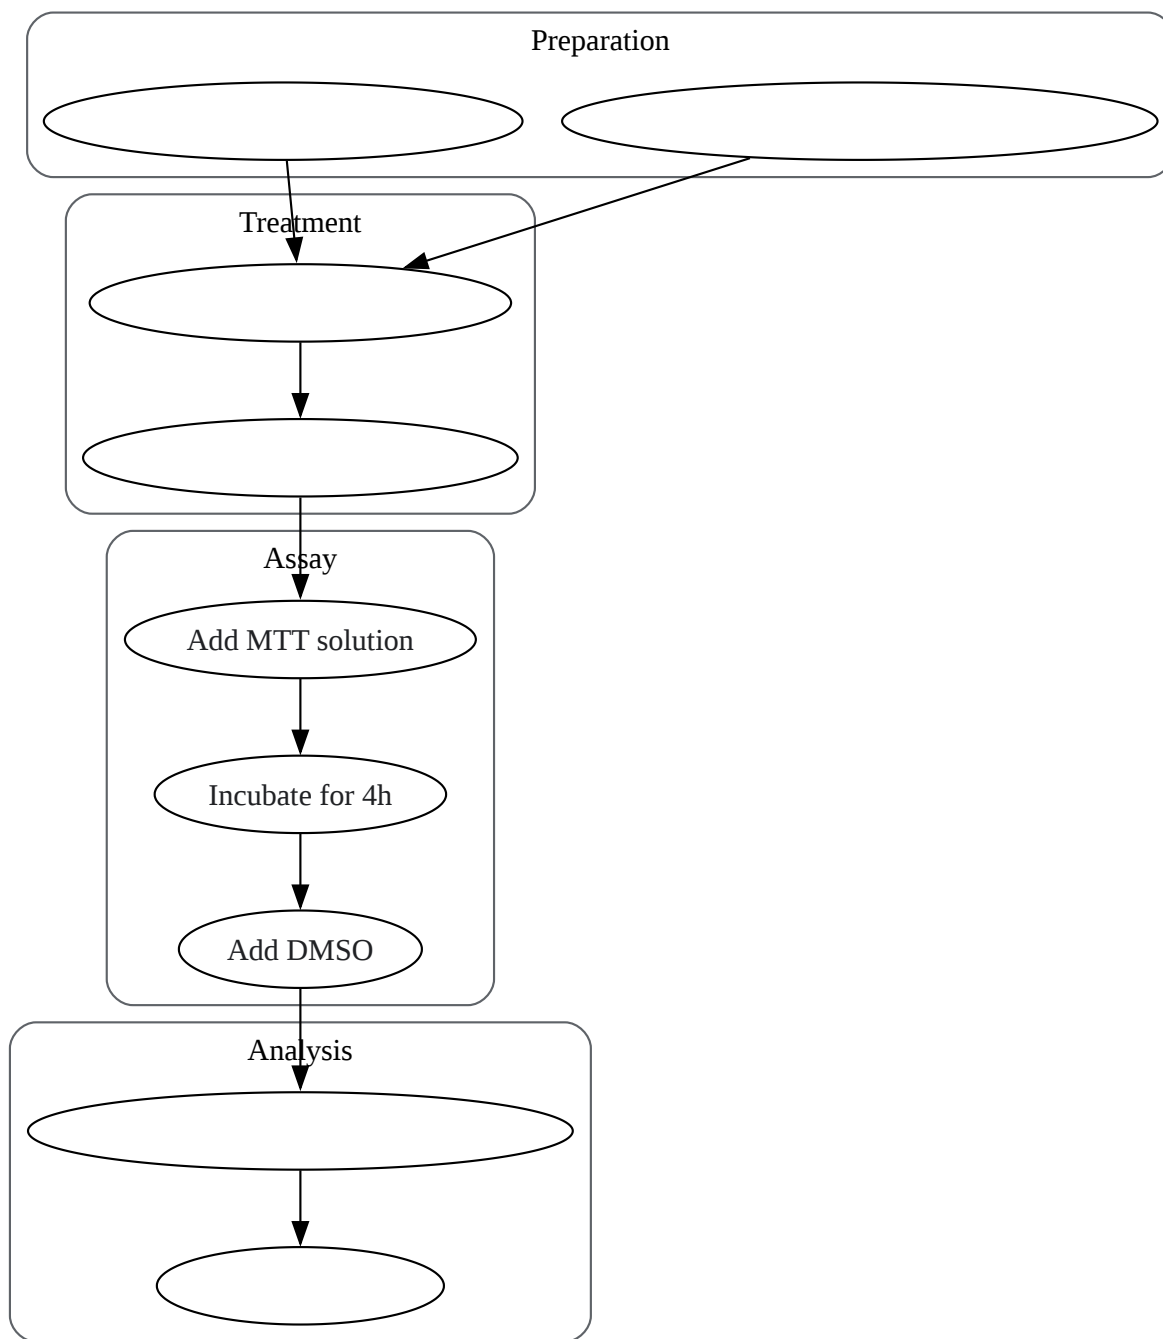 Preparation
Treatment
Assay
Add MTT solution
Incubate for 4h
Add DMSO
Analysis